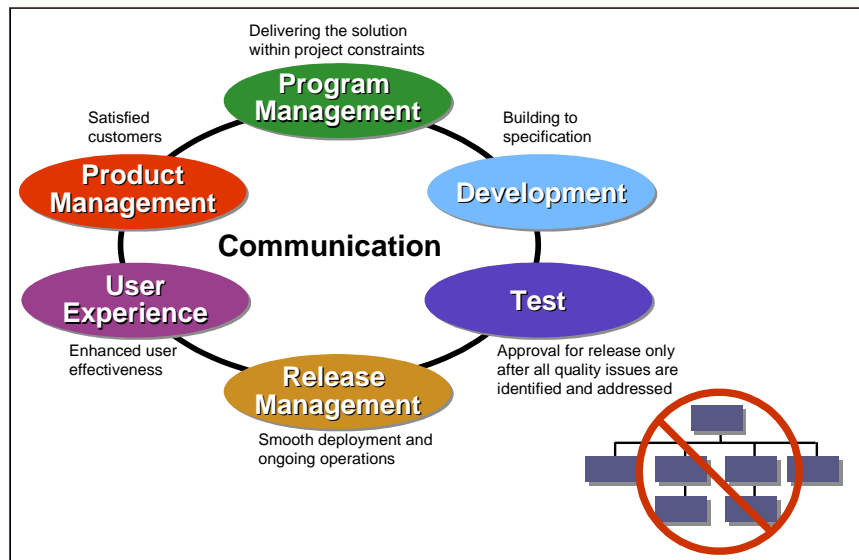 Delivering the solution
within project constraints
Program
Management
Satisfied
customers
Building to
specification
Product
Management
Development
Communication
User
Experience
Test
Enhanced user
effectiveness
Approval for release only
after all quality issues are
identified and addressed
Release
Management
Smooth deployment and
ongoing operations